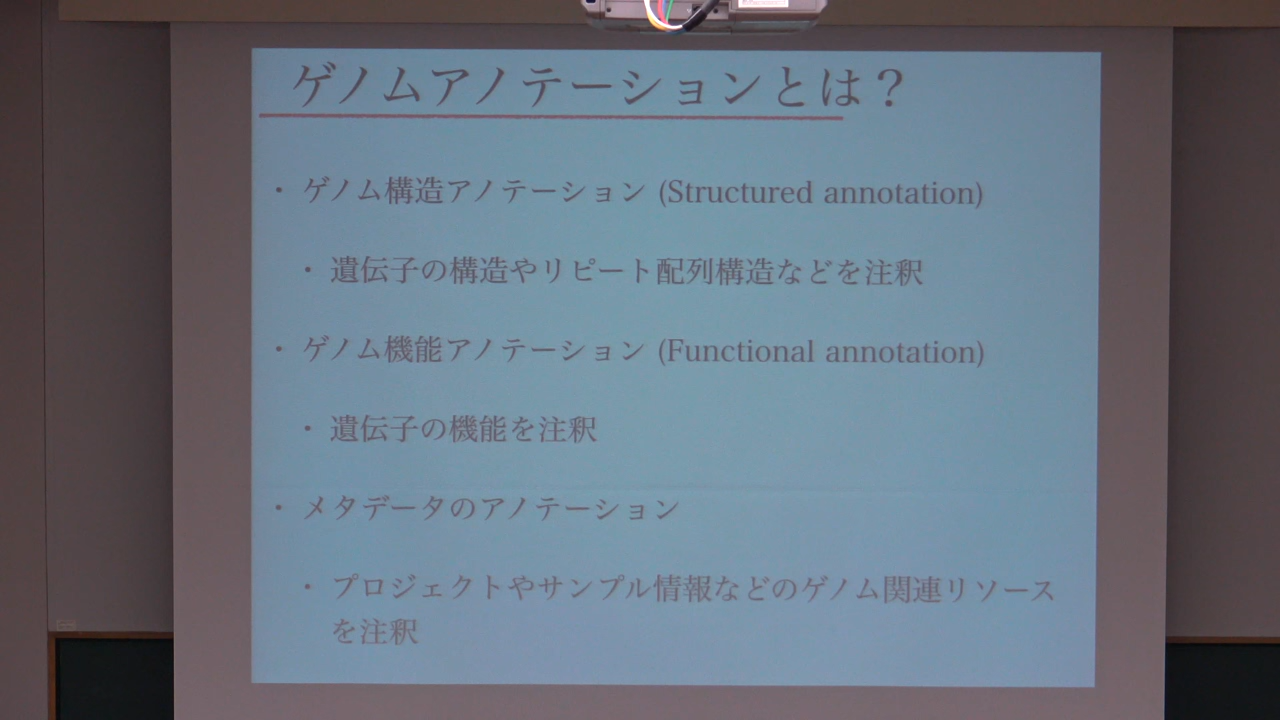 ゲノムアノテーションとは？
・ゲノム構造アノテーション (Structured annotation)
・遺伝子の構造やリピート配列構造などを注釈
・ゲノム機能アノテーション (Functional annotation)
・遺伝子の機能を注釈
・メタデータのアノテーション
・プロジェクトやサンプル情報などのゲノム関連リソース
を注釈